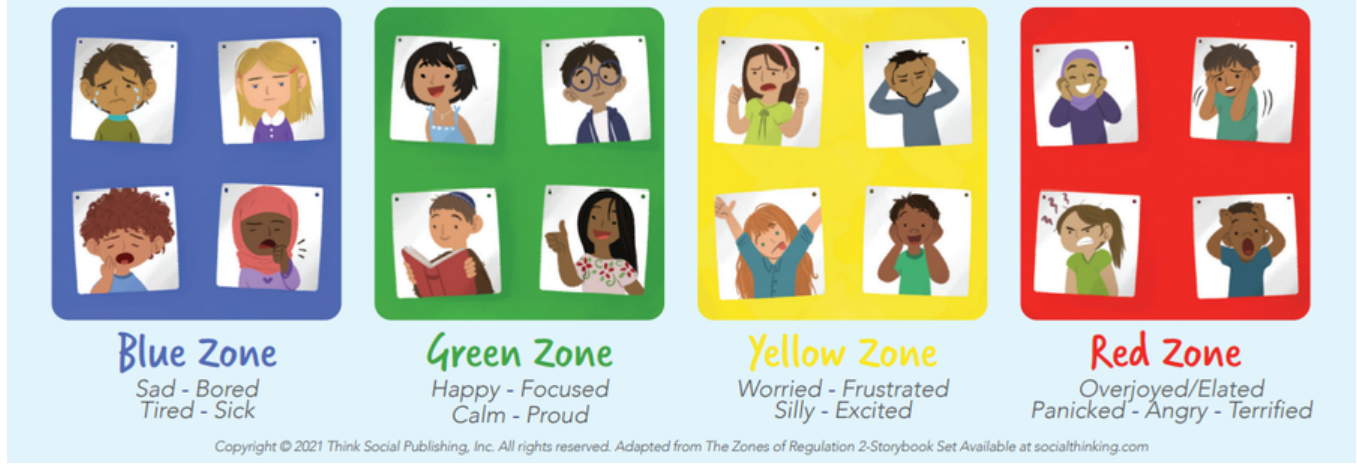 Blue Zone
Sad - Bored
Tired - Sick
Green Zone
Happy - Focused
Calm - Proud
Yellow Zone
Worried - Frustrated
Silly - Excited
Red Zone
Overjoyed/Elated
Panicked - Angry - Terrified
Copyright © 2021 Think Social Publishing, Inc. All rights reserved. Adapted from The Zones of Regulation 2-Storybook Set Available at socialthinking.com